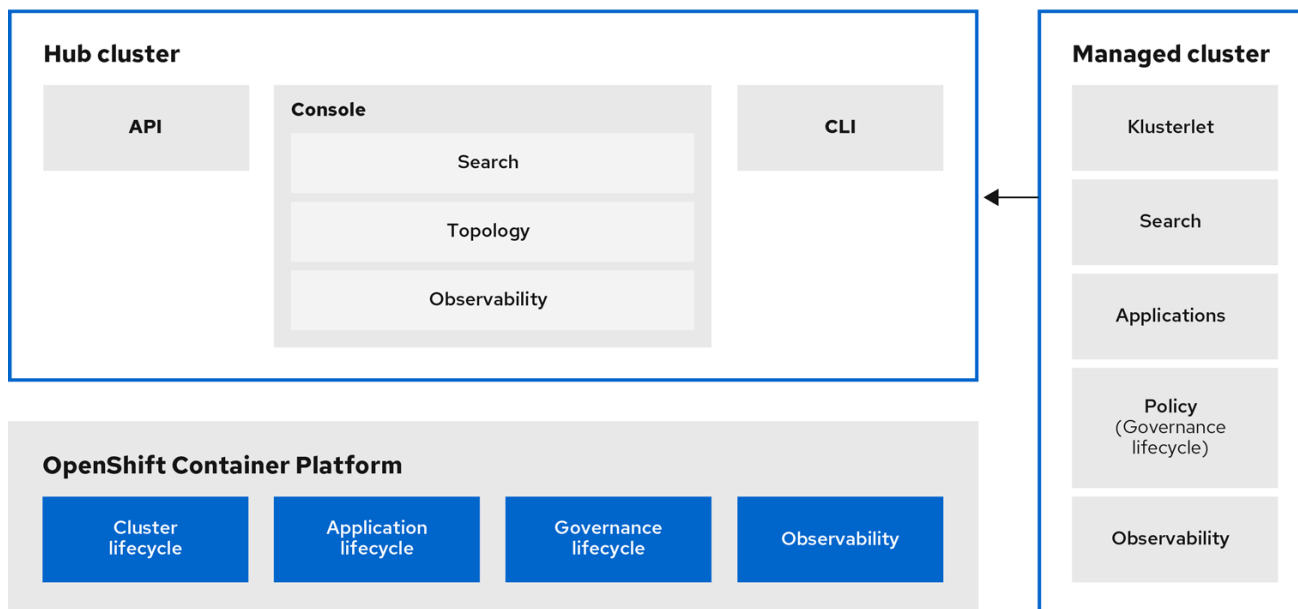 Hub cluster
API
Console
Search
Topology
Observability
CLI
OpenShift Container Platform
Cluster
lifecycle
Application
lifecycle
Governance
lifecycle
Observability
Managed cluster
Klusterlet
Search
Applications
Policy
(Governance
lifecycle)
Observability